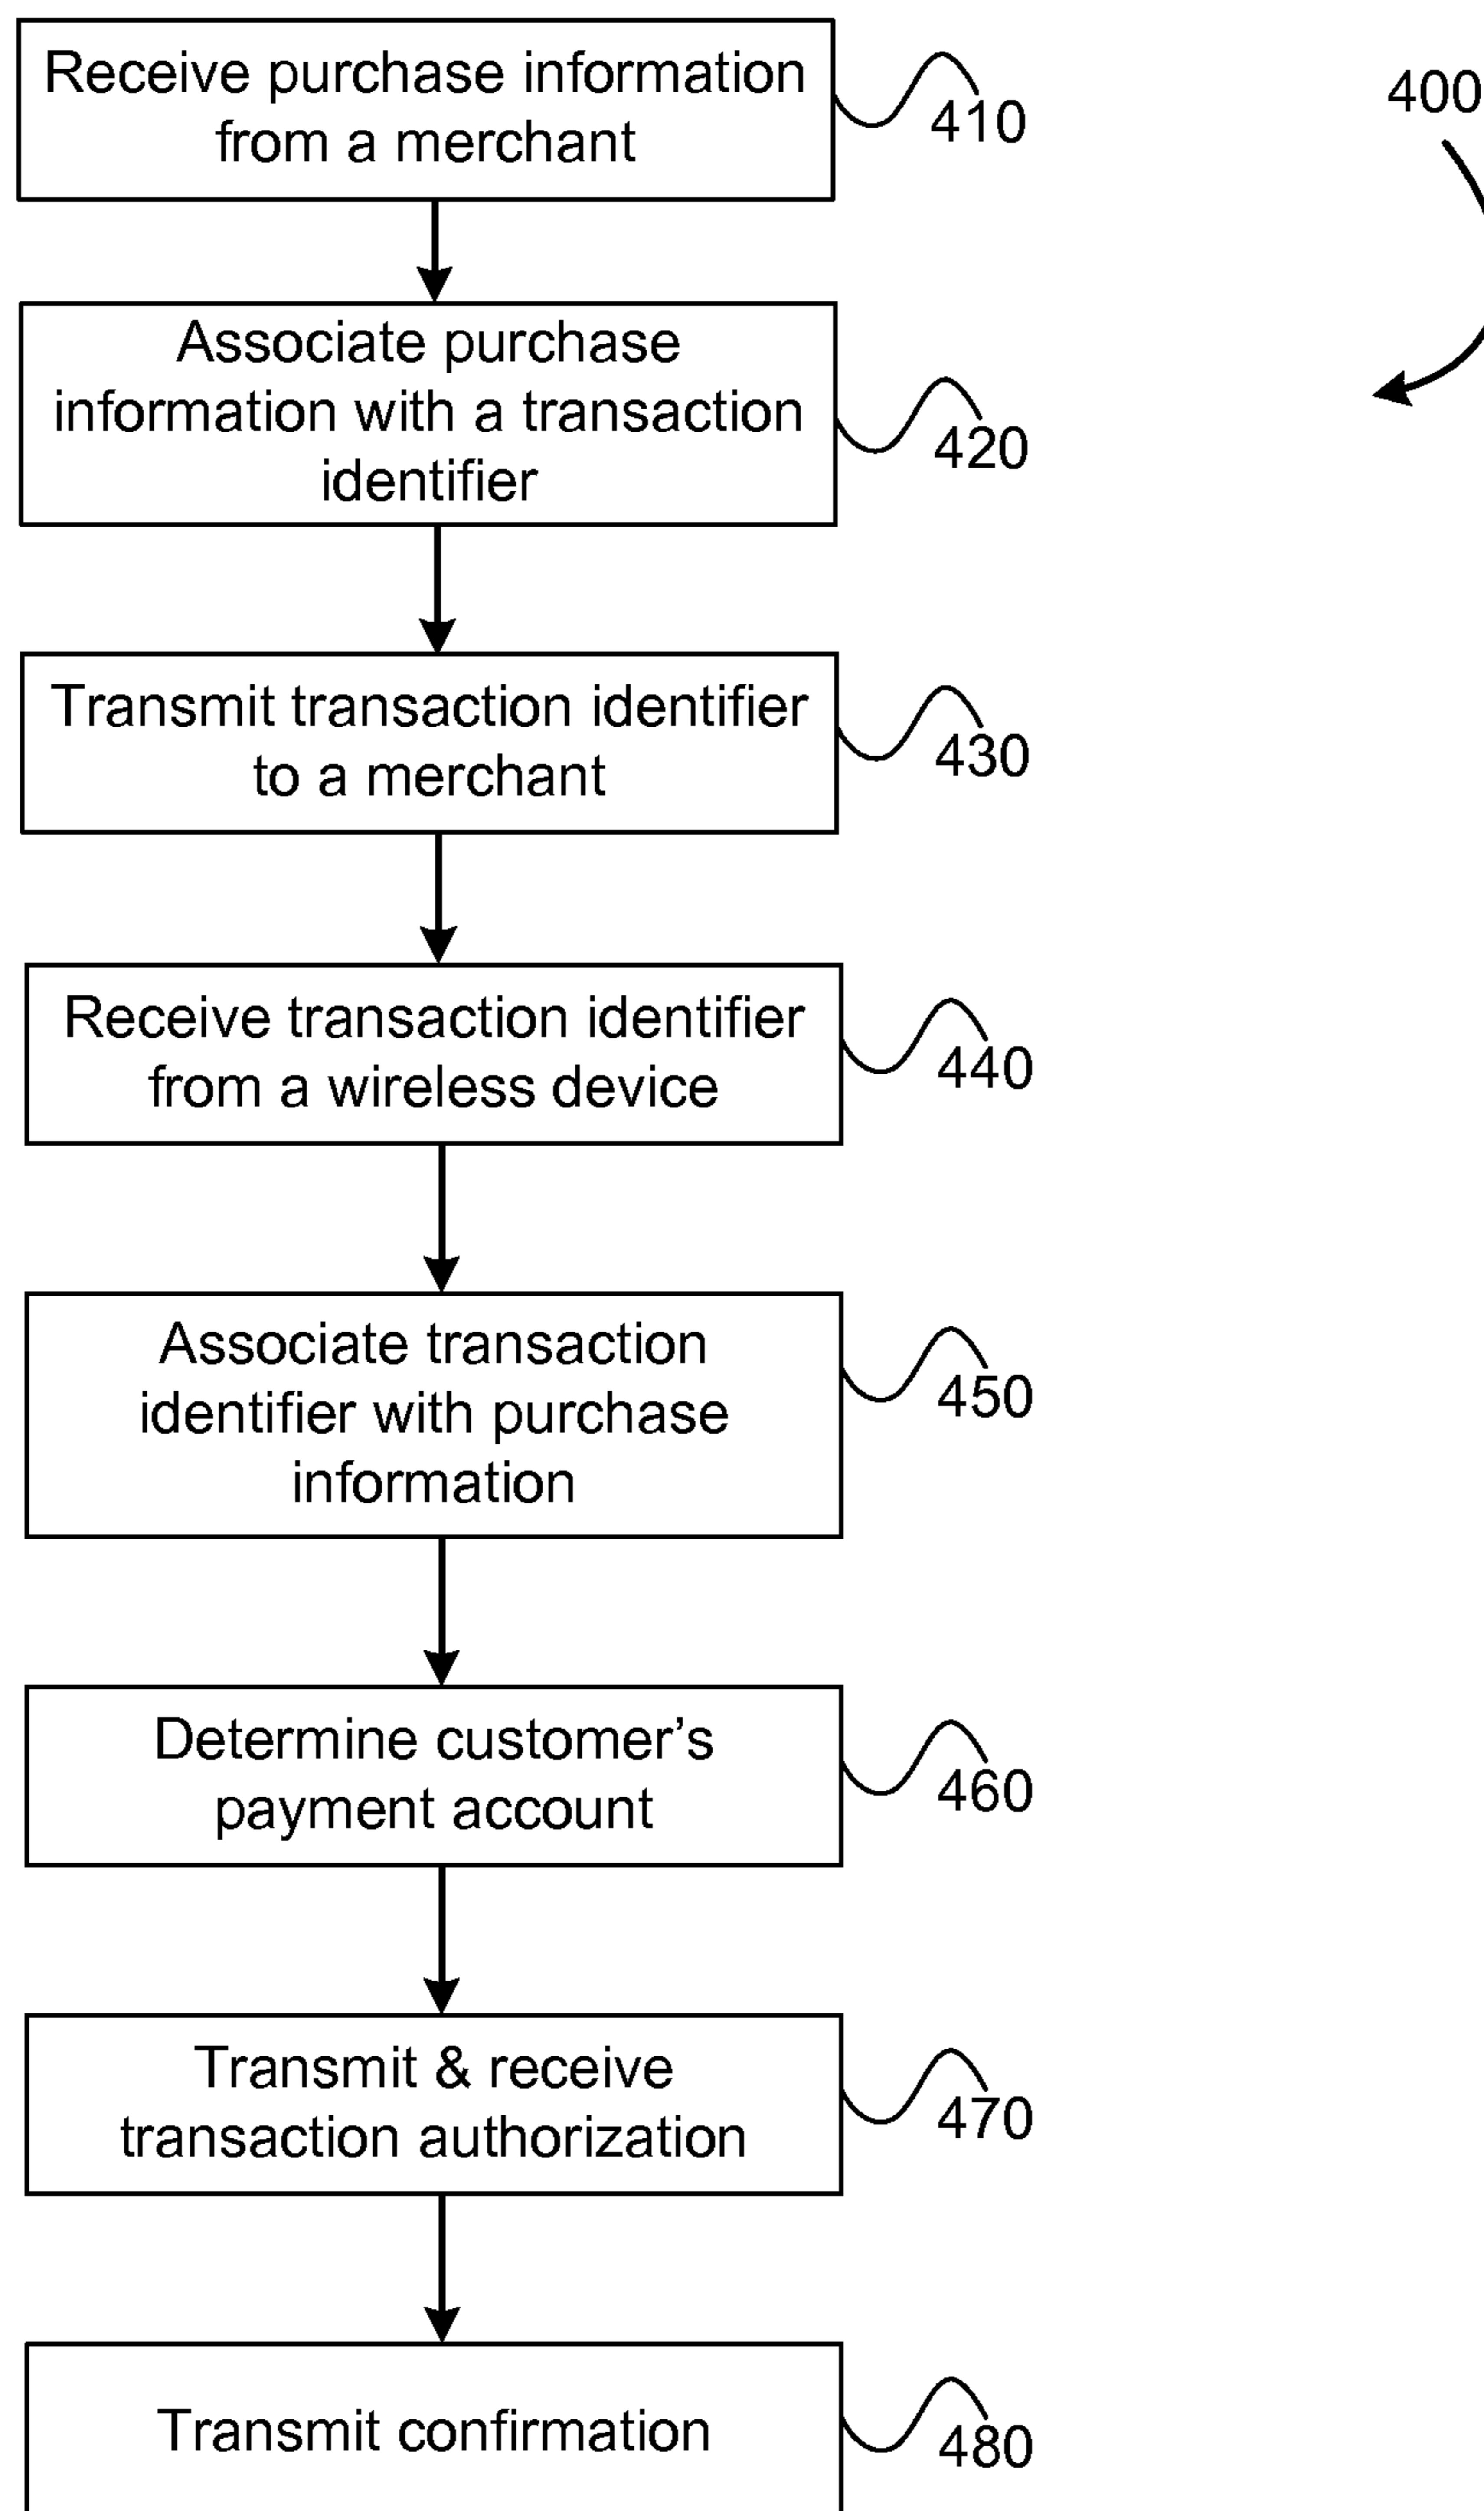 Receive purchase information
from a merchant
410
400
Associate purchase
information with a transaction
identifier
420
Transmit transaction identifier
to a merchant
430
Receive transaction identifier
from a wireless device
440
Associate transaction
identifier with purchase
information
450
Determine customer’s
payment account
460
Transmit & receive
transaction authorization
470
Transmit confirmation
480